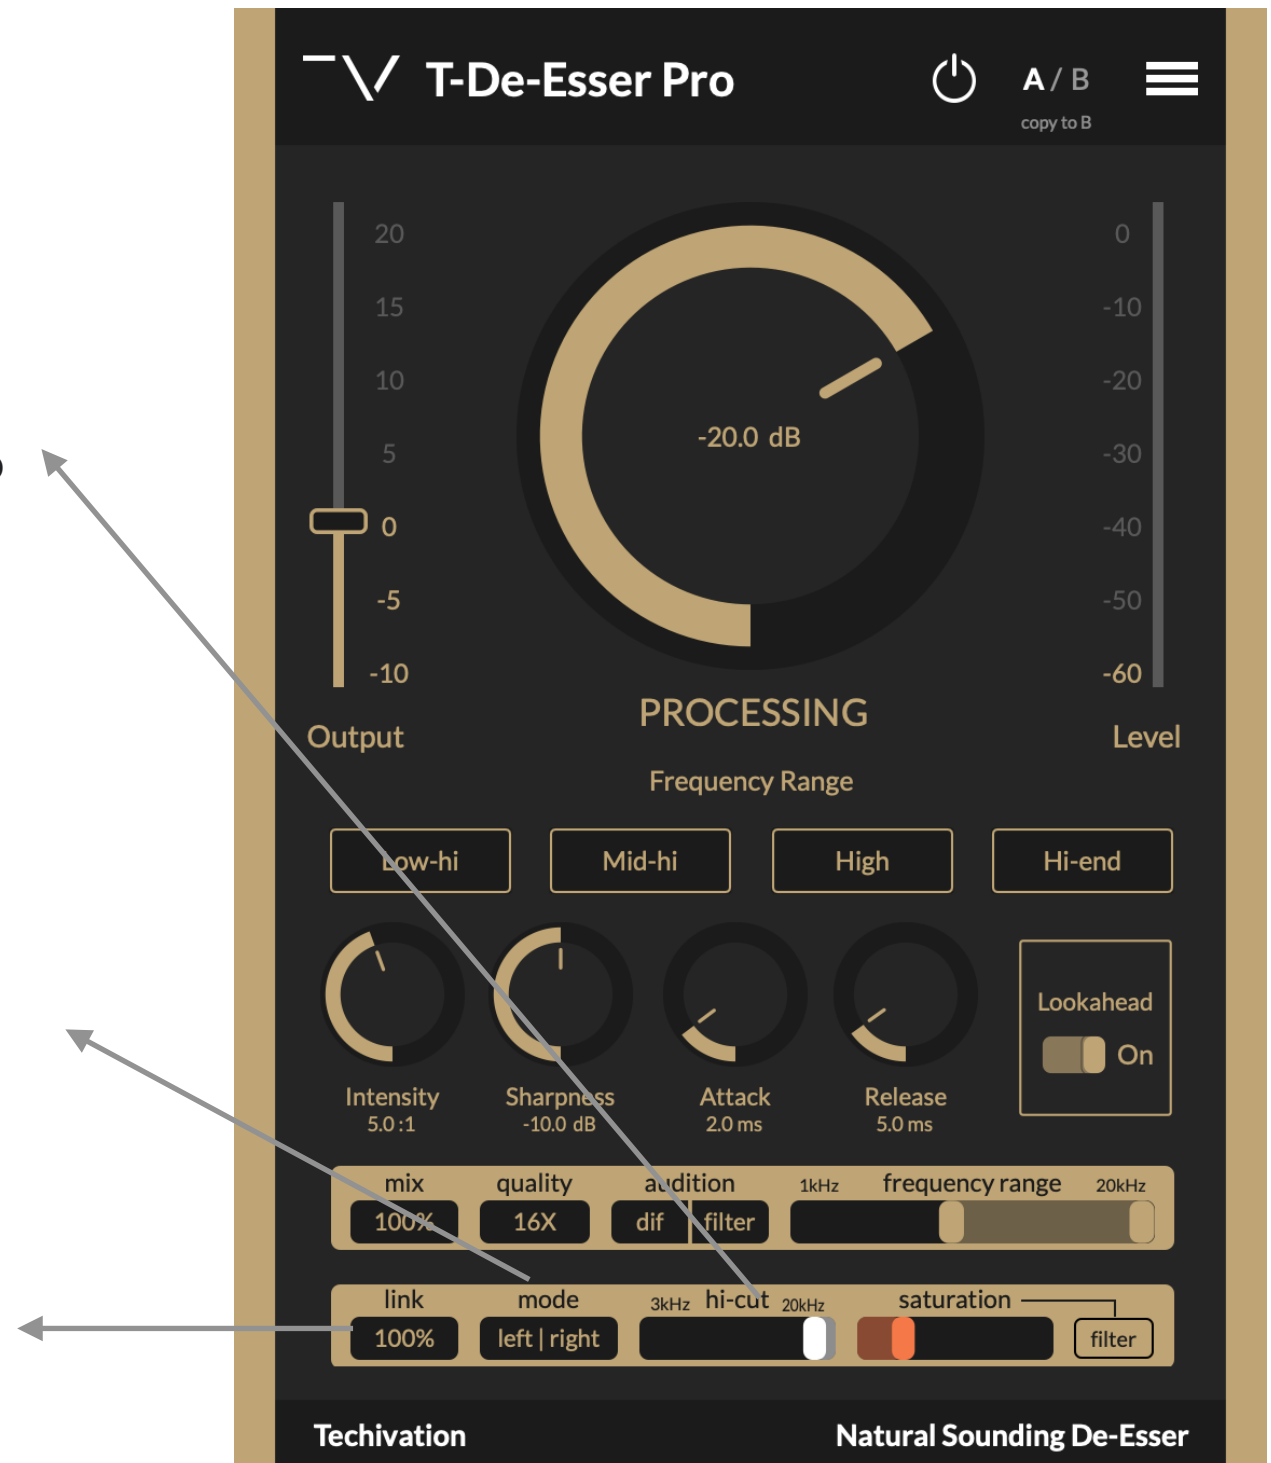 T-De-Esser Pro
A / B
copy to B
20
15
10
5
0
-5
-10
Output
-20.0 dB
0
-10
-20
-30
-40
-50
-60
Level
PROCESSING
Frequency Range
Low-hi Mid-hi High Hi-end
Intensity
5.0 :1
Sharpness
-10.0 dB
Attack
2.0 ms
Release
5.0 ms
Lookahead
On
mix quality audition 1kHz frequency range 20kHz
100% 16X dif filter
link mode 3kHz hi-cut 20kHz saturation
100% left | right filter
Techivation Natural Sounding De-Esser